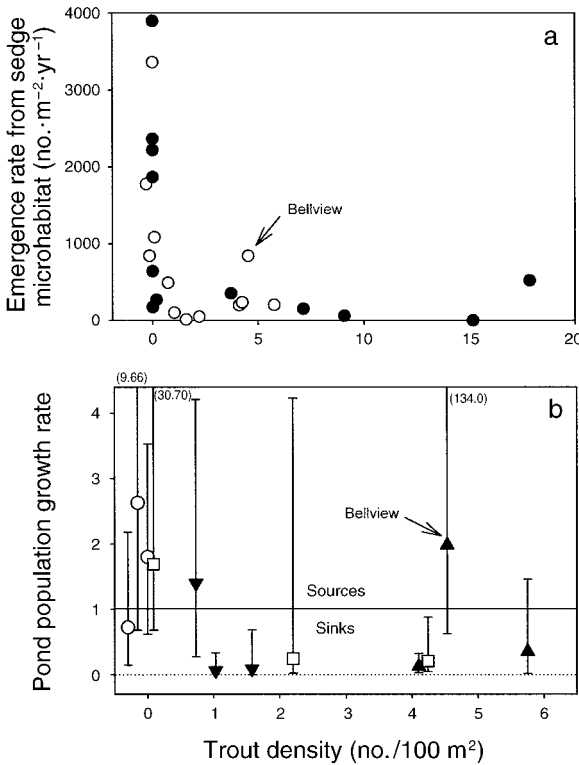 a
Emergence rate from sedge
microhabitat (no.·m⁻²·yr⁻¹)
4000
3000
2000
1000
0
Bellview
0 5 10 15 20
b
Pond population growth rate
(9.66)
(30.70)
(134.0)
4
3
2
1
0
Bellview
Sources
Sinks
0 1 2 3 4 5 6
Trout density (no./100 m²)